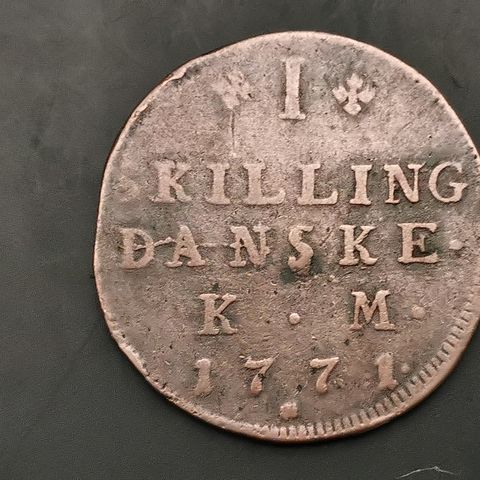 I
SKILLING
DANSKE.
K. M.
1771.